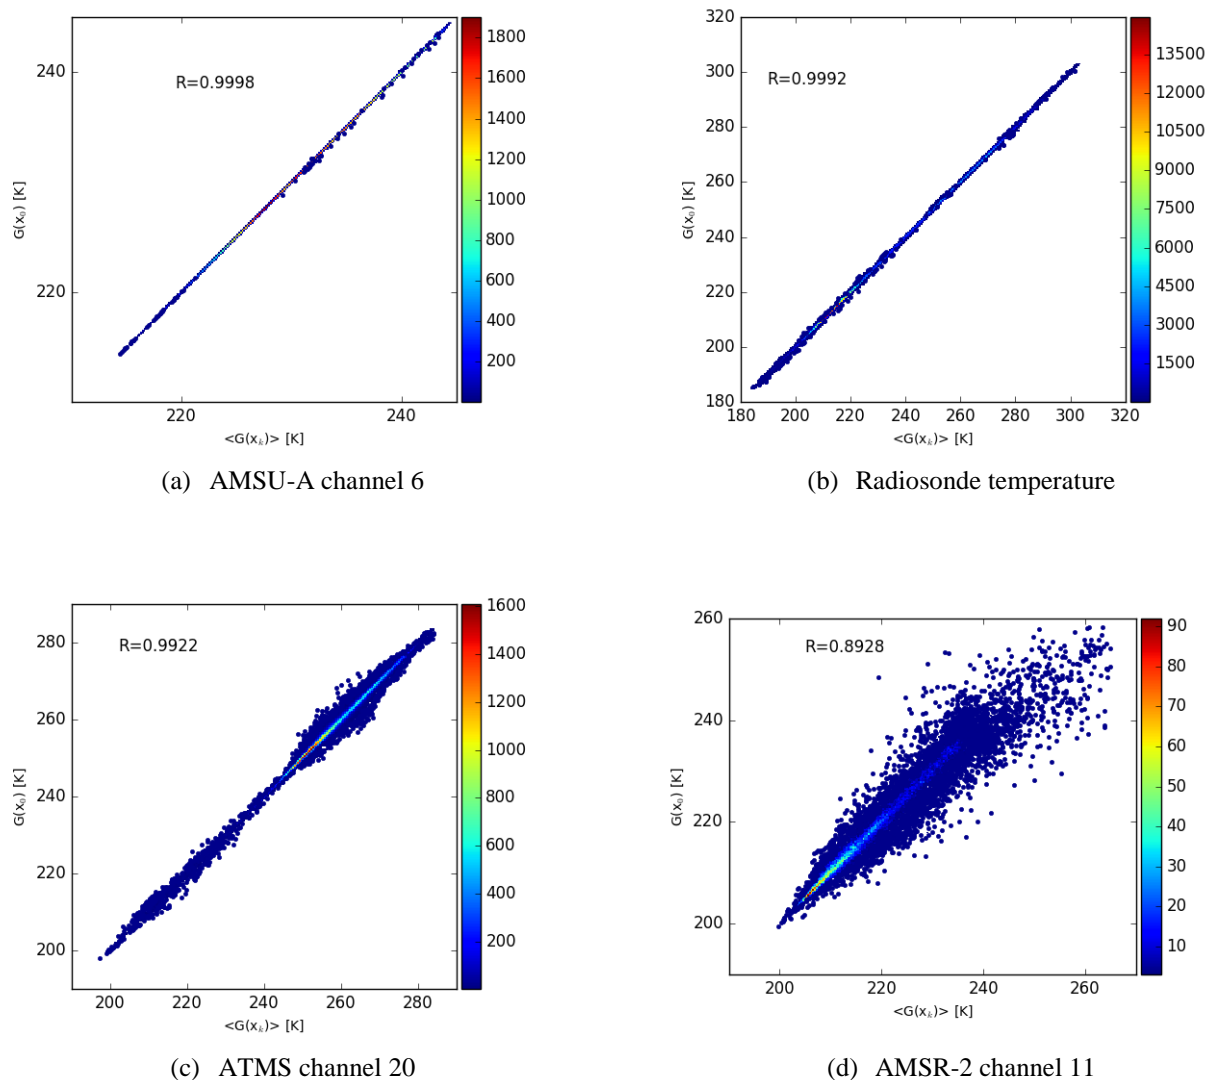 R=0.9998
240
220
G(x₀) [K]
220 240
<G(xₖ)> [K]
1800
1600
1400
1200
1000
800
600
400
200
(a) AMSU-A channel 6
R=0.9992
320
300
280
260
240
220
200
180
G(x₀) [K]
180 200 220 240 260 280 300 320
<G(xₖ)> [K]
13500
12000
10500
9000
7500
6000
4500
3000
1500
(b) Radiosonde temperature
R=0.9922
280
260
240
220
200
G(x₀) [K]
200 220 240 260 280
<G(xₖ)> [K]
1600
1400
1200
1000
800
600
400
200
(c) ATMS channel 20
R=0.8928
260
240
220
200
G(x₀) [K]
200 220 240 260
<G(xₖ)> [K]
90
80
70
60
50
40
30
20
10
(d) AMSR-2 channel 11